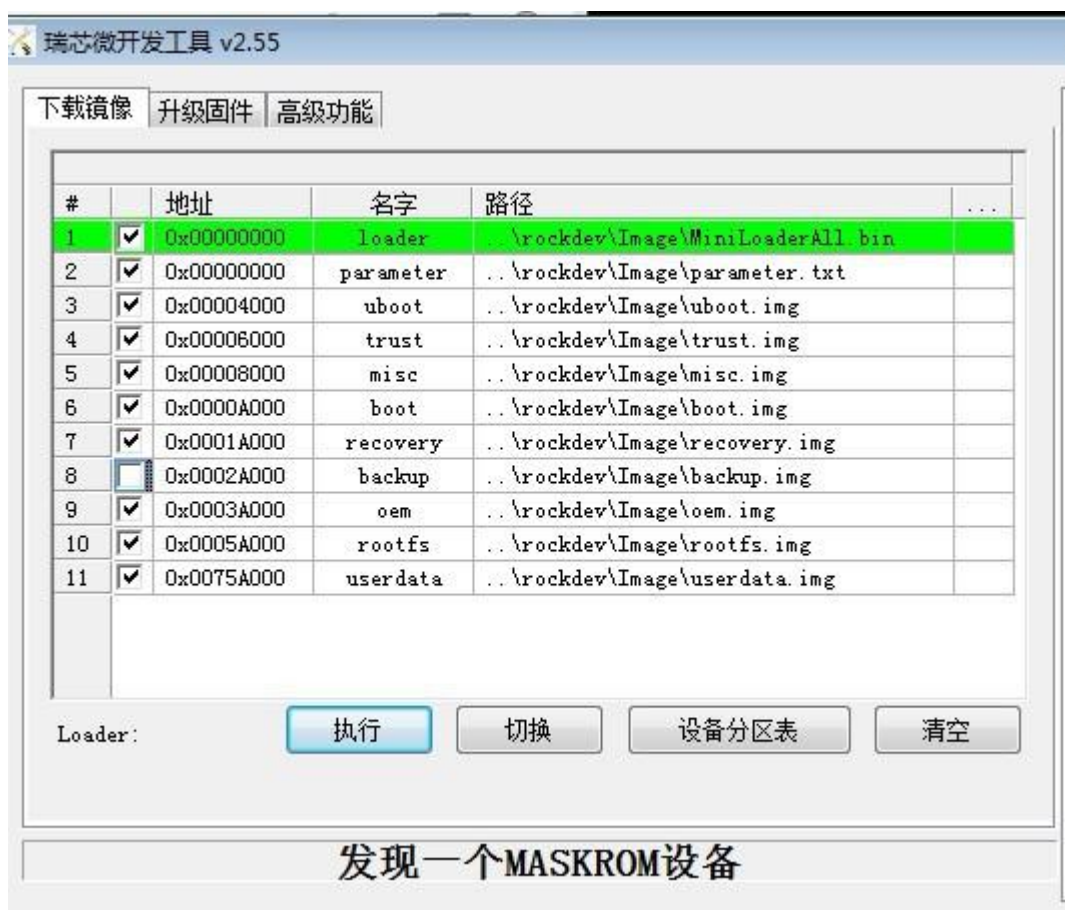 瑞芯微开发工具 v2.55
下载镜像 升级固件 高级功能
# 地址 名字 路径 ...
1 0x00000000 loader ..\rockdev\Image\MiniLoaderAll.bin
2 0x00000000 parameter ..\rockdev\Image\parameter.txt
3 0x00004000 uboot ..\rockdev\Image\uboot.img
4 0x00006000 trust ..\rockdev\Image\trust.img
5 0x00008000 misc ..\rockdev\Image\misc.img
6 0x0000A000 boot ..\rockdev\Image\boot.img
7 0x0001A000 recovery ..\rockdev\Image\recovery.img
8 0x0002A000 backup ..\rockdev\Image\backup.img
9 0x0003A000 oem ..\rockdev\Image\oem.img
10 0x0005A000 rootfs ..\rockdev\Image\rootfs.img
11 0x0075A000 userdata ..\rockdev\Image\userdata.img
Loader: 执行 切换 设备分区表 清空
发现一个MASKROM设备